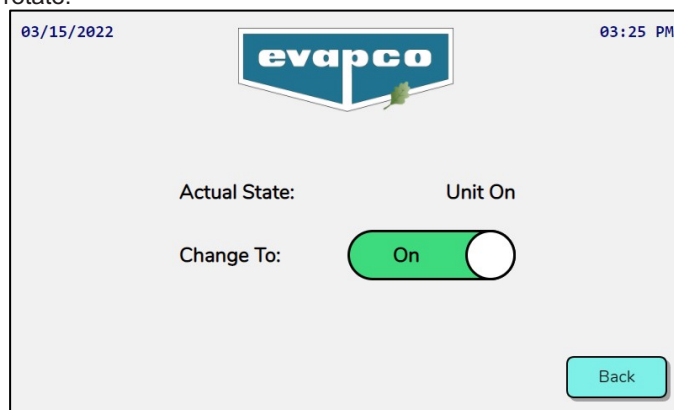 rotate.
03/15/2022 03:25 PM
evapco
Actual State: Unit On
Change To: On
Back